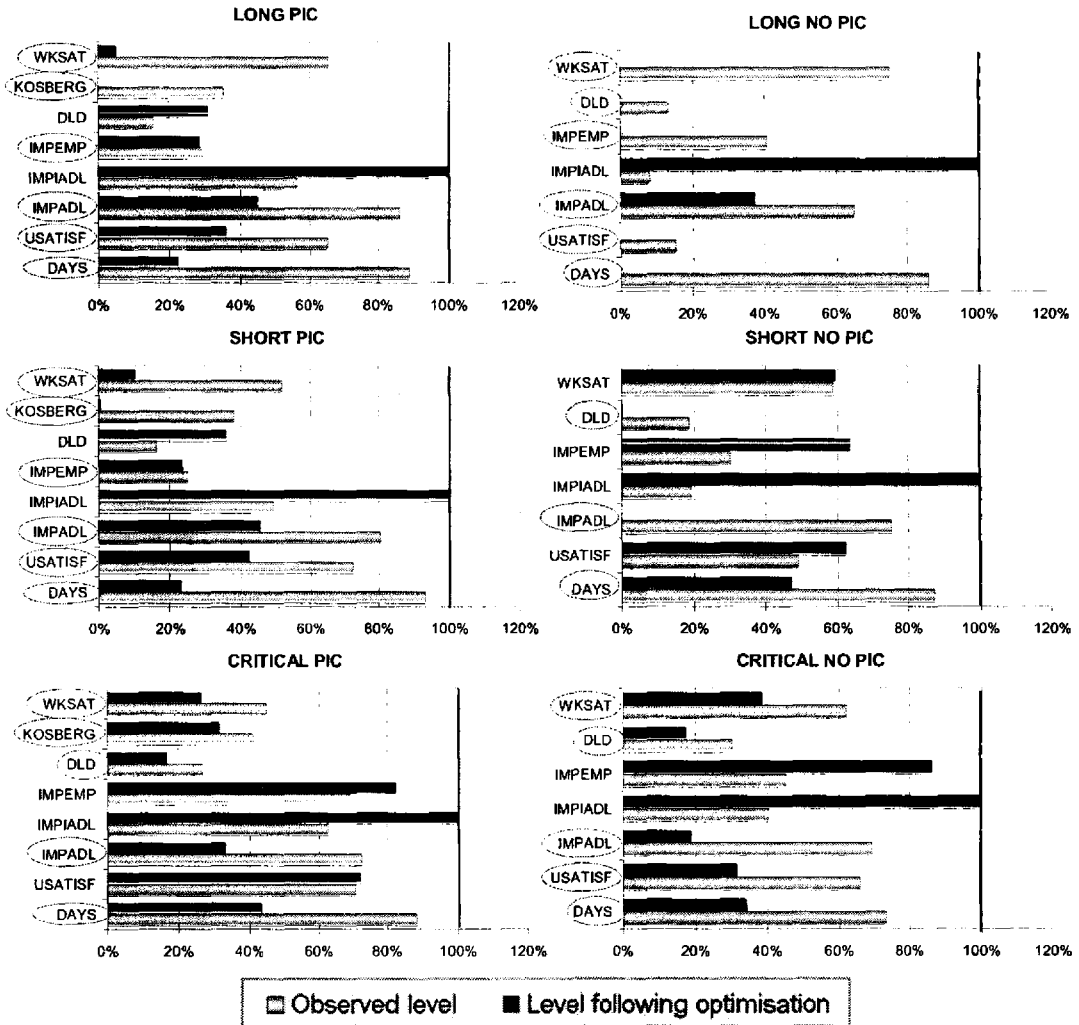 LONG PIC
WKSAT
KOSBERG
DLD
IMPEMP
IMPIADL
IMPADL
USATISF
DAYS
0% 20% 40% 60% 80% 100% 120%
LONG NO PIC
WKSAT
DLD
IMPEMP
IMPIADL
IMPADL
USATISF
DAYS
0% 20% 40% 60% 80% 100% 120%
SHORT PIC
WKSAT
KOSBERG
DLD
IMPEMP
IMPIADL
IMPADL
USATISF
DAYS
0% 20% 40% 60% 80% 100% 120%
SHORT NO PIC
WKSAT
DLD
IMPEMP
IMPIADL
IMPADL
USATISF
DAYS
0% 20% 40% 60% 80% 100% 120%
CRITICAL PIC
WKSAT
KOSBERG
DLD
IMPEMP
IMPIADL
IMPADL
USATISF
DAYS
0% 20% 40% 60% 80% 100% 120%
CRITICAL NO PIC
WKSAT
DLD
IMPEMP
IMPIADL
IMPADL
USATISF
DAYS
0% 20% 40% 60% 80% 100% 120%
Observed level Level following optimisation